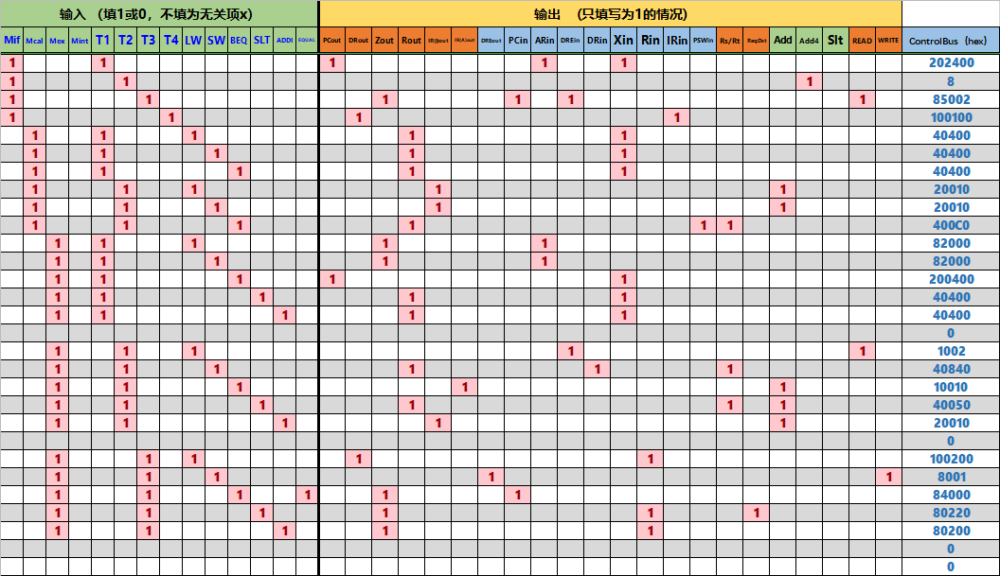 输入 （填1或0，不填为无关项x） 输出 （只填写为1的情况）
Mif Mcal Mex Mint T1 T2 T3 T4 LW SW BEQ SLT ADDI EQUAL PCout DRout Zout Rout IR(I)out IR(A)out DREout PCin ARin DREin DRin Xin Rin IRin PSWin Rs/Rt RegDst Add Add4 Slt READ WRITE ControlBus（hex）
1 1 1 1 1 202400
1 1 1 8
1 1 1 1 1 1 85002
1 1 1 1 100100
1 1 1 1 1 40400
1 1 1 1 1 40400
1 1 1 1 1 40400
1 1 1 1 1 20010
1 1 1 1 1 20010
1 1 1 1 1 1 400C0
1 1 1 1 1 82000
1 1 1 1 1 82000
1 1 1 1 1 200400
1 1 1 1 1 40400
1 1 1 1 1 40400
0
1 1 1 1 1 1002
1 1 1 1 1 1 40840
1 1 1 1 1 10010
1 1 1 1 1 1 40050
1 1 1 1 1 20010
0
1 1 1 1 1 100200
1 1 1 1 1 8001
1 1 1 1 1 1 84000
1 1 1 1 1 1 80220
1 1 1 1 1 80200
0
0